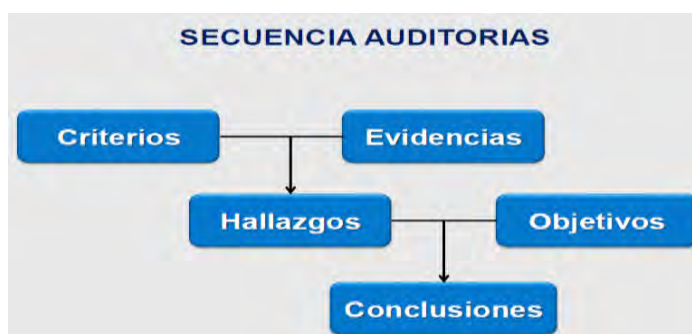 SECUENCIA AUDITORIAS
Criterios
Evidencias
Hallazgos
Objetivos
Conclusiones